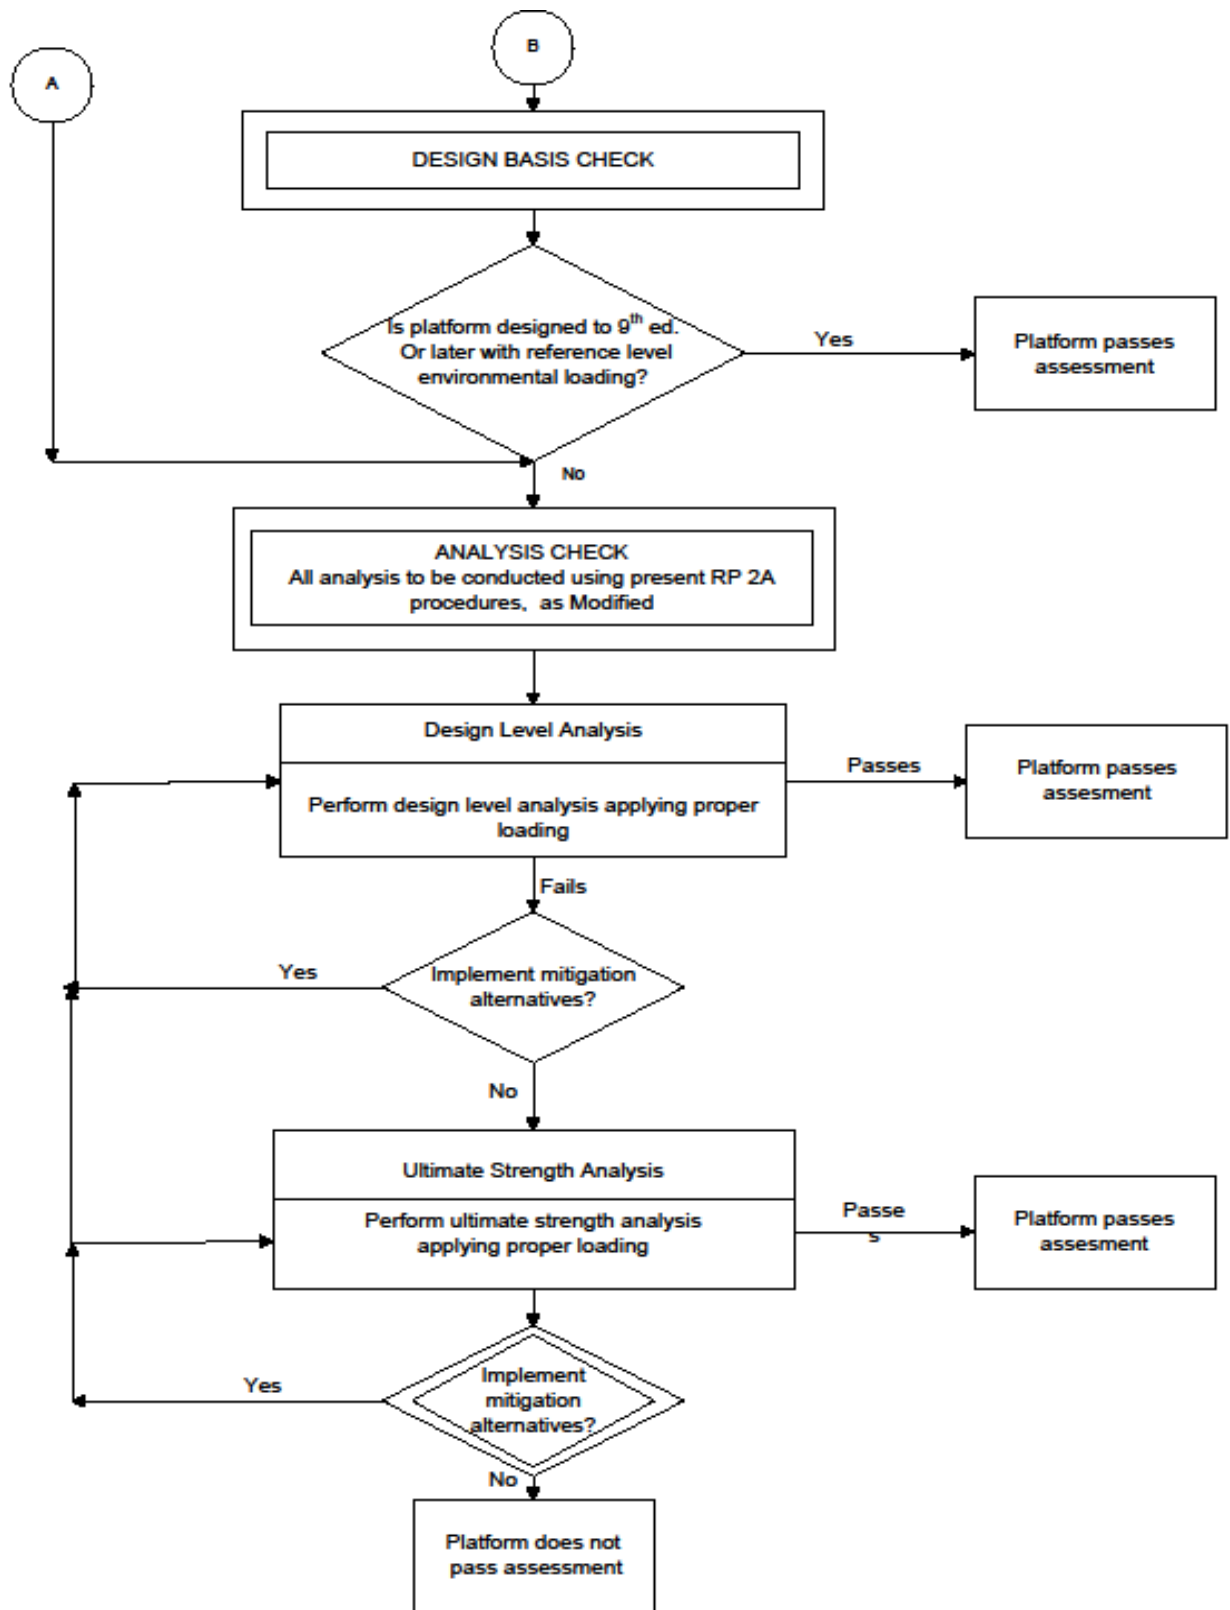 B
A
DESIGN BASIS CHECK
Is platform designed to 9th ed.
Or later with reference level
environmental loading?
Yes
Platform passes
assessment
No
ANALYSIS CHECK
All analysis to be conducted using present RP 2A
procedures, as Modified
Design Level Analysis
Perform design level analysis applying proper
loading
Passes
Platform passes
assesment
Fails
Implement mitigation
alternatives?
Yes
No
Ultimate Strength Analysis
Perform ultimate strength analysis
applying proper loading
Passe
s
Platform passes
assesment
Implement
mitigation
alternatives?
Yes
No
Platform does not
pass assessment